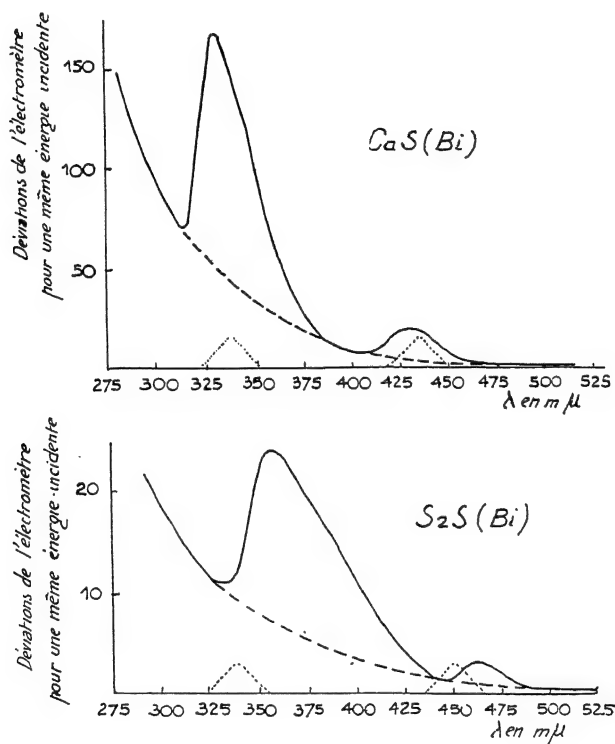 Déviations de l'électromètre
pour une même énergie incidente
150
100
50
CaS(Bi)
275 300 325 350 375 400 425 450 475 500 525
λ en mμ
Déviations de l'électromètre
pour une même énergie incidente
20
10
S2S(Bi)
275 300 325 350 375 400 425 450 475 500 525
λ en mμ